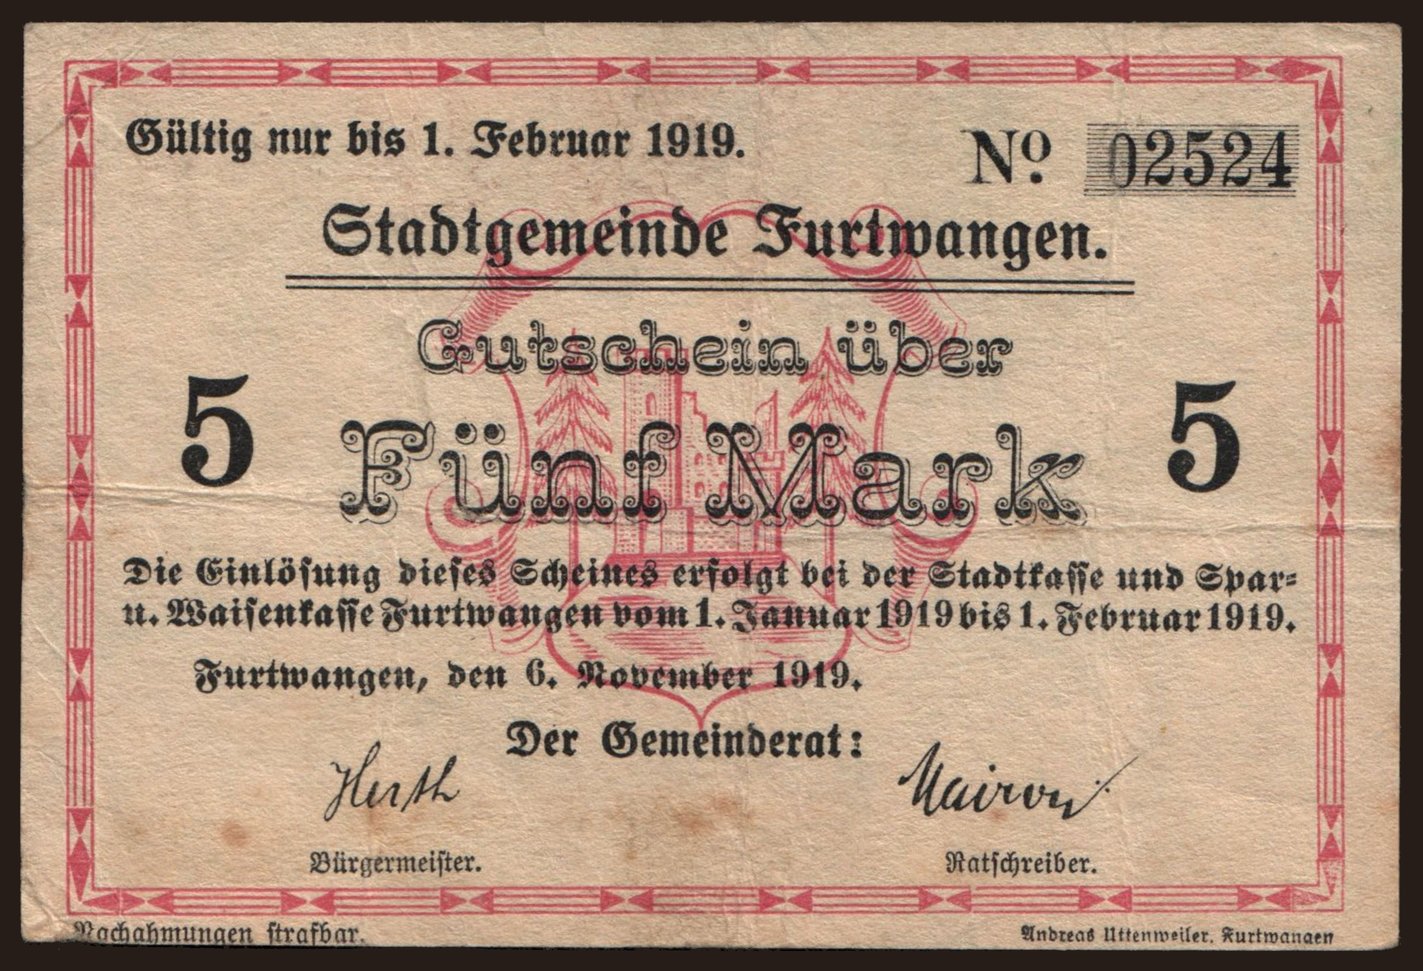 Gültig nur bis 1. Februar 1919.
No. 02524
Stadtgemeinde Furtwangen.
Gutschein über
5 Fünf Mark 5
Die Einlösung dieses Scheines erfolgt bei der Stadtkasse und Spar=
u. Waisenkasse Furtwangen vom 1. Januar 1919 bis 1. Februar 1919.
Furtwangen, den 6. November 1919.
Der Gemeinderat:
Herth
Bürgermeister. Ratschreiber.
Nachahmungen strafbar. Andreas Uttenweiler. Furtwangen